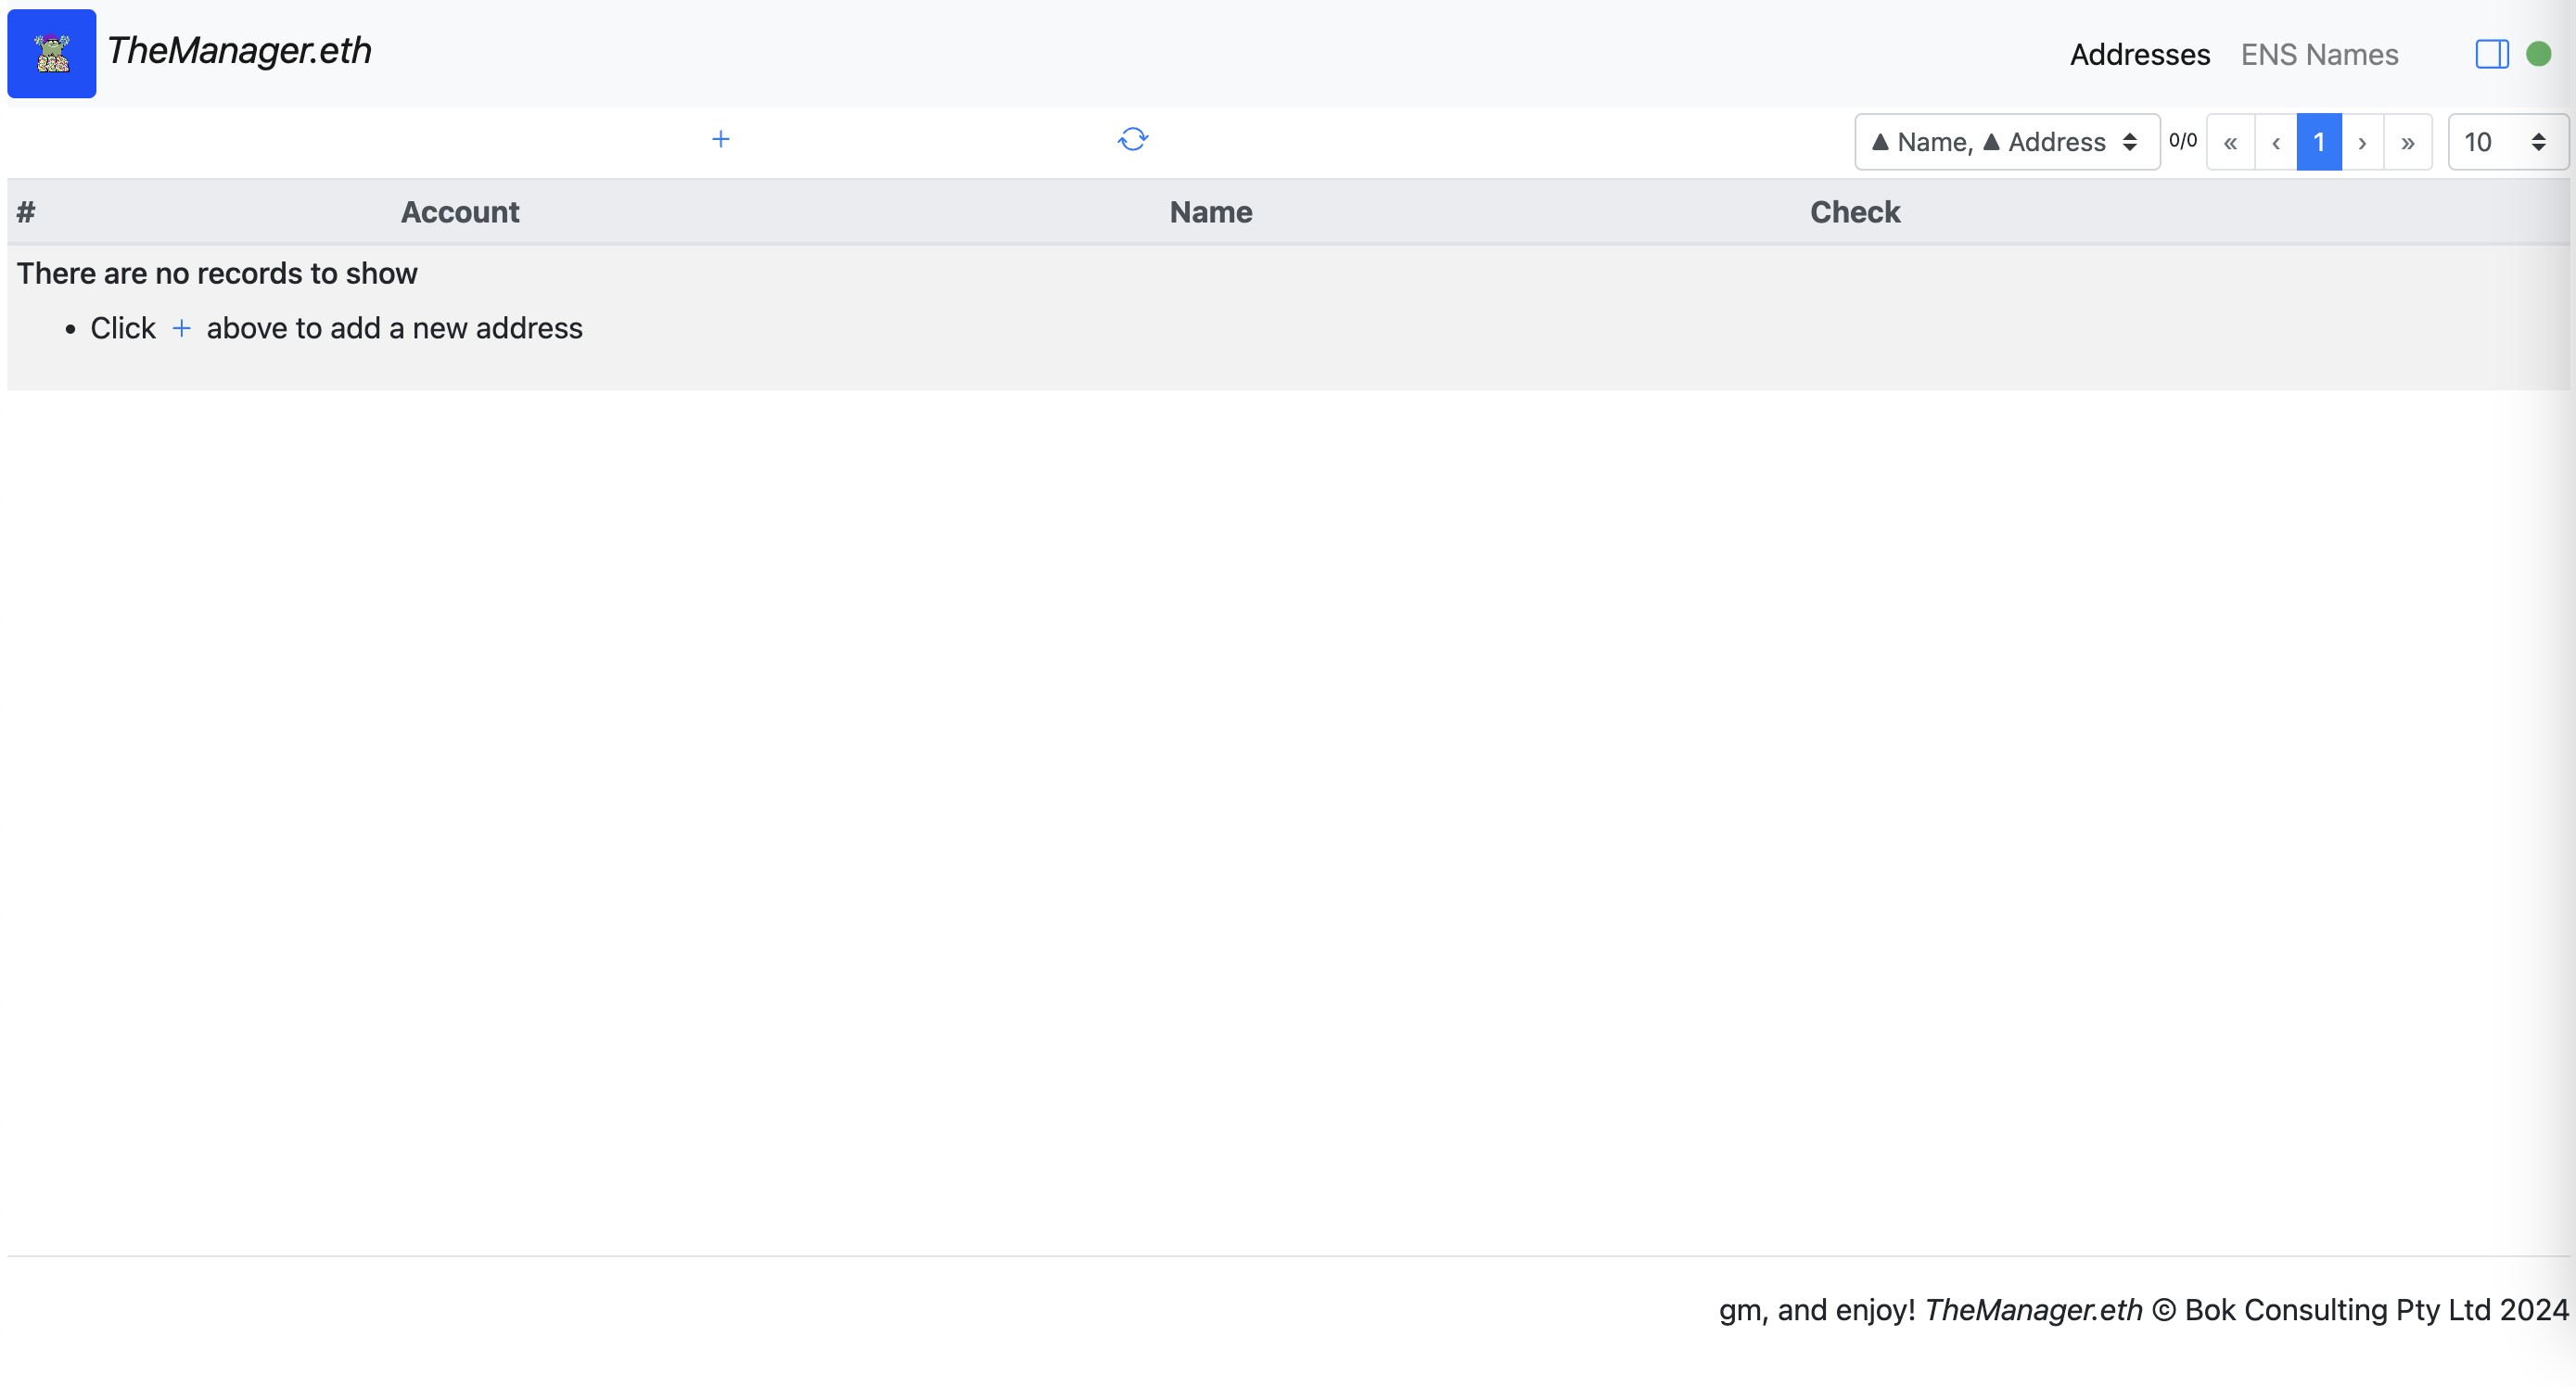 TheManager.eth
Addresses ENS Names
+ ▲ Name, ▲ Address 0/0 « ‹ 1 › » 10
# Account Name Check
There are no records to show
• Click + above to add a new address
gm, and enjoy! TheManager.eth © Bok Consulting Pty Ltd 2024